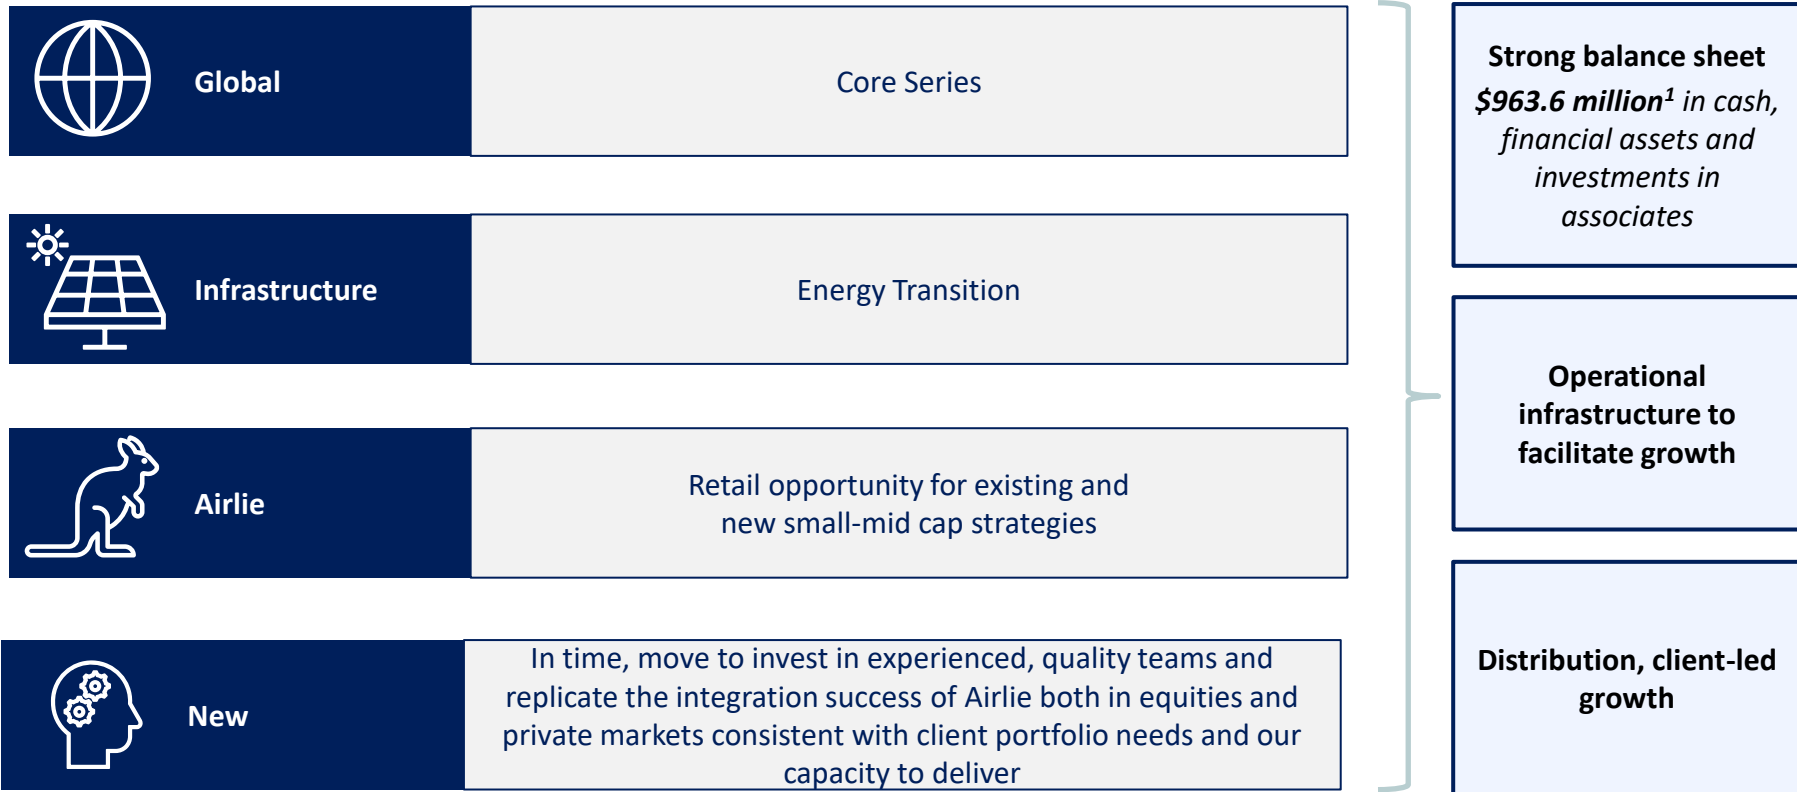 Global
Core Series
Infrastructure
Energy Transition
Airlie
Retail opportunity for existing and
new small-mid cap strategies
New
In time, move to invest in experienced, quality teams and
replicate the integration success of Airlie both in equities and
private markets consistent with client portfolio needs and our
capacity to deliver
Strong balance sheet
$963.6 million¹ in cash,
financial assets and
investments in
associates
Operational
infrastructure to
facilitate growth
Distribution, client-led
growth